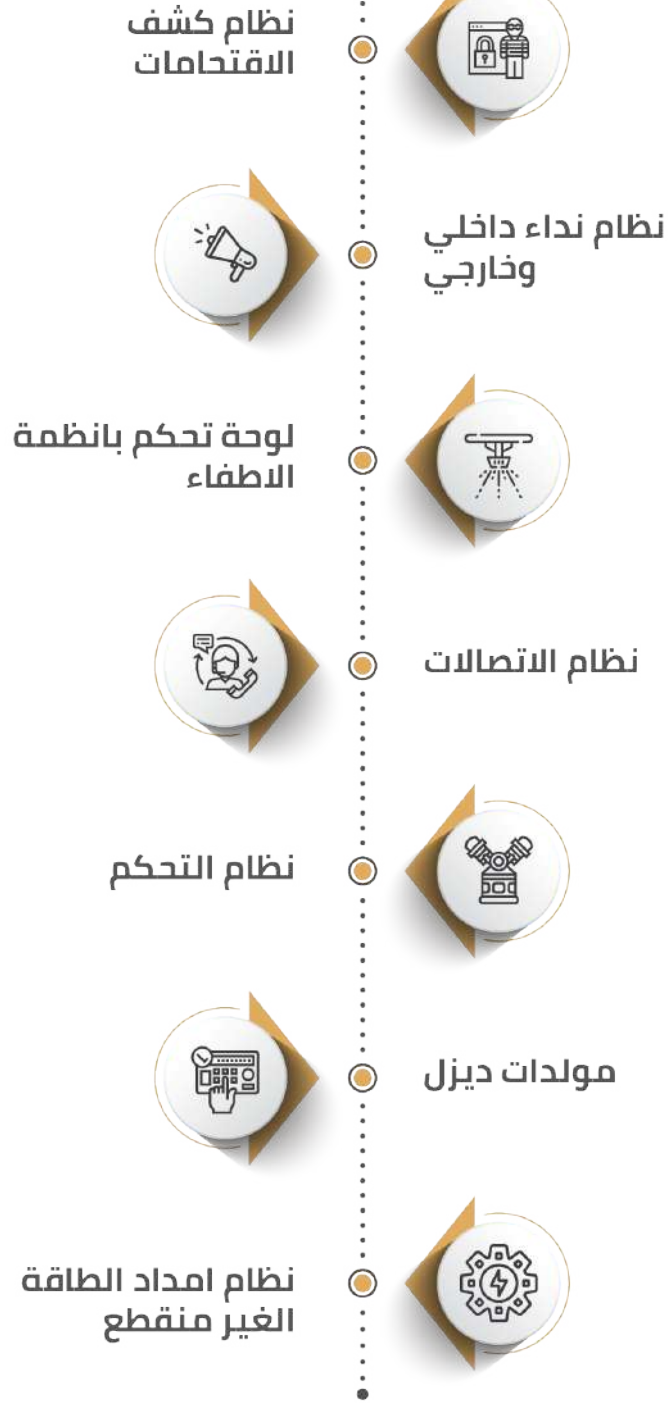 نظام كشف
الاقتحامات
نظام نداء داخلي
وخارجي
لوحة تحكم بانظمة
الاطفاء
نظام الاتصالات
نظام التحكم
مولدات ديزل
نظام امداد الطاقة
الغير منقطع